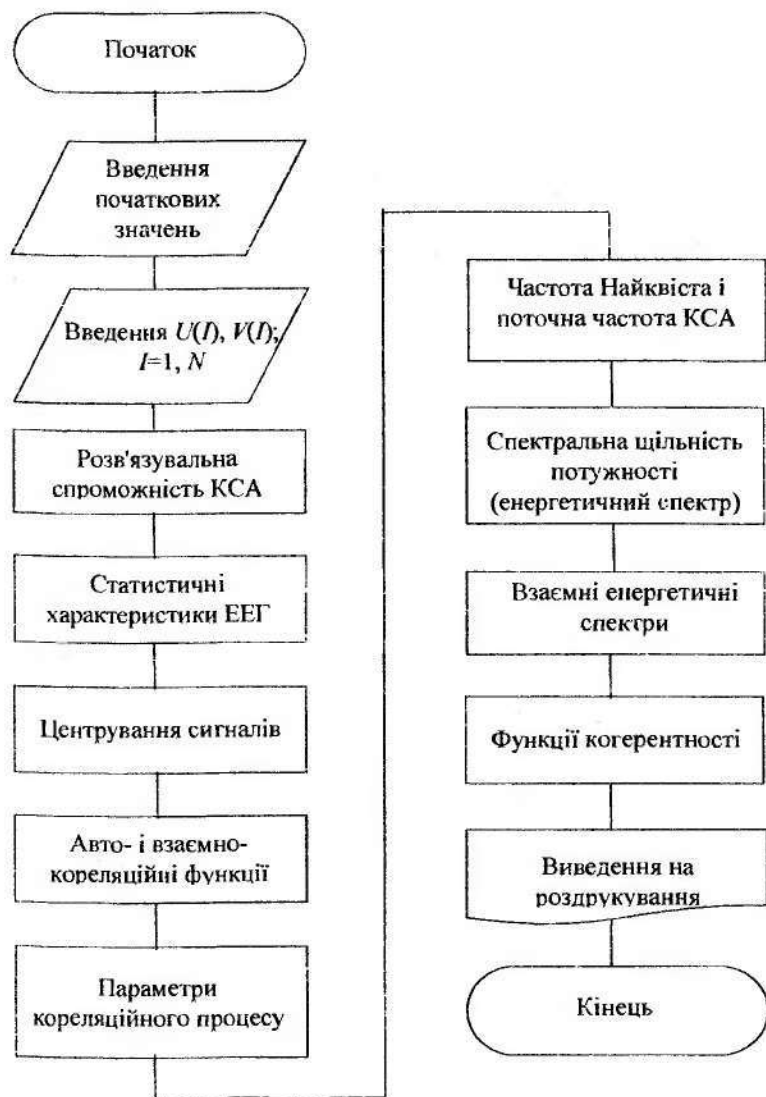 Початок
Введення
початкових
значень
Введення U(I), V(I);
I=1, N
Розв'язувальна
спроможність КСА
Статистичні
характеристики ЕЕГ
Центрування сигналів
Авто- і взаємно-
кореляційні функції
Параметри
кореляційного процесу
Частота Найквіста і
поточна частота КСА
Спектральна щільність
потужності
(енергетичний спектр)
Взаємні енергетичні
спектри
Функції когерентності
Виведення на
роздрукування
Кінець